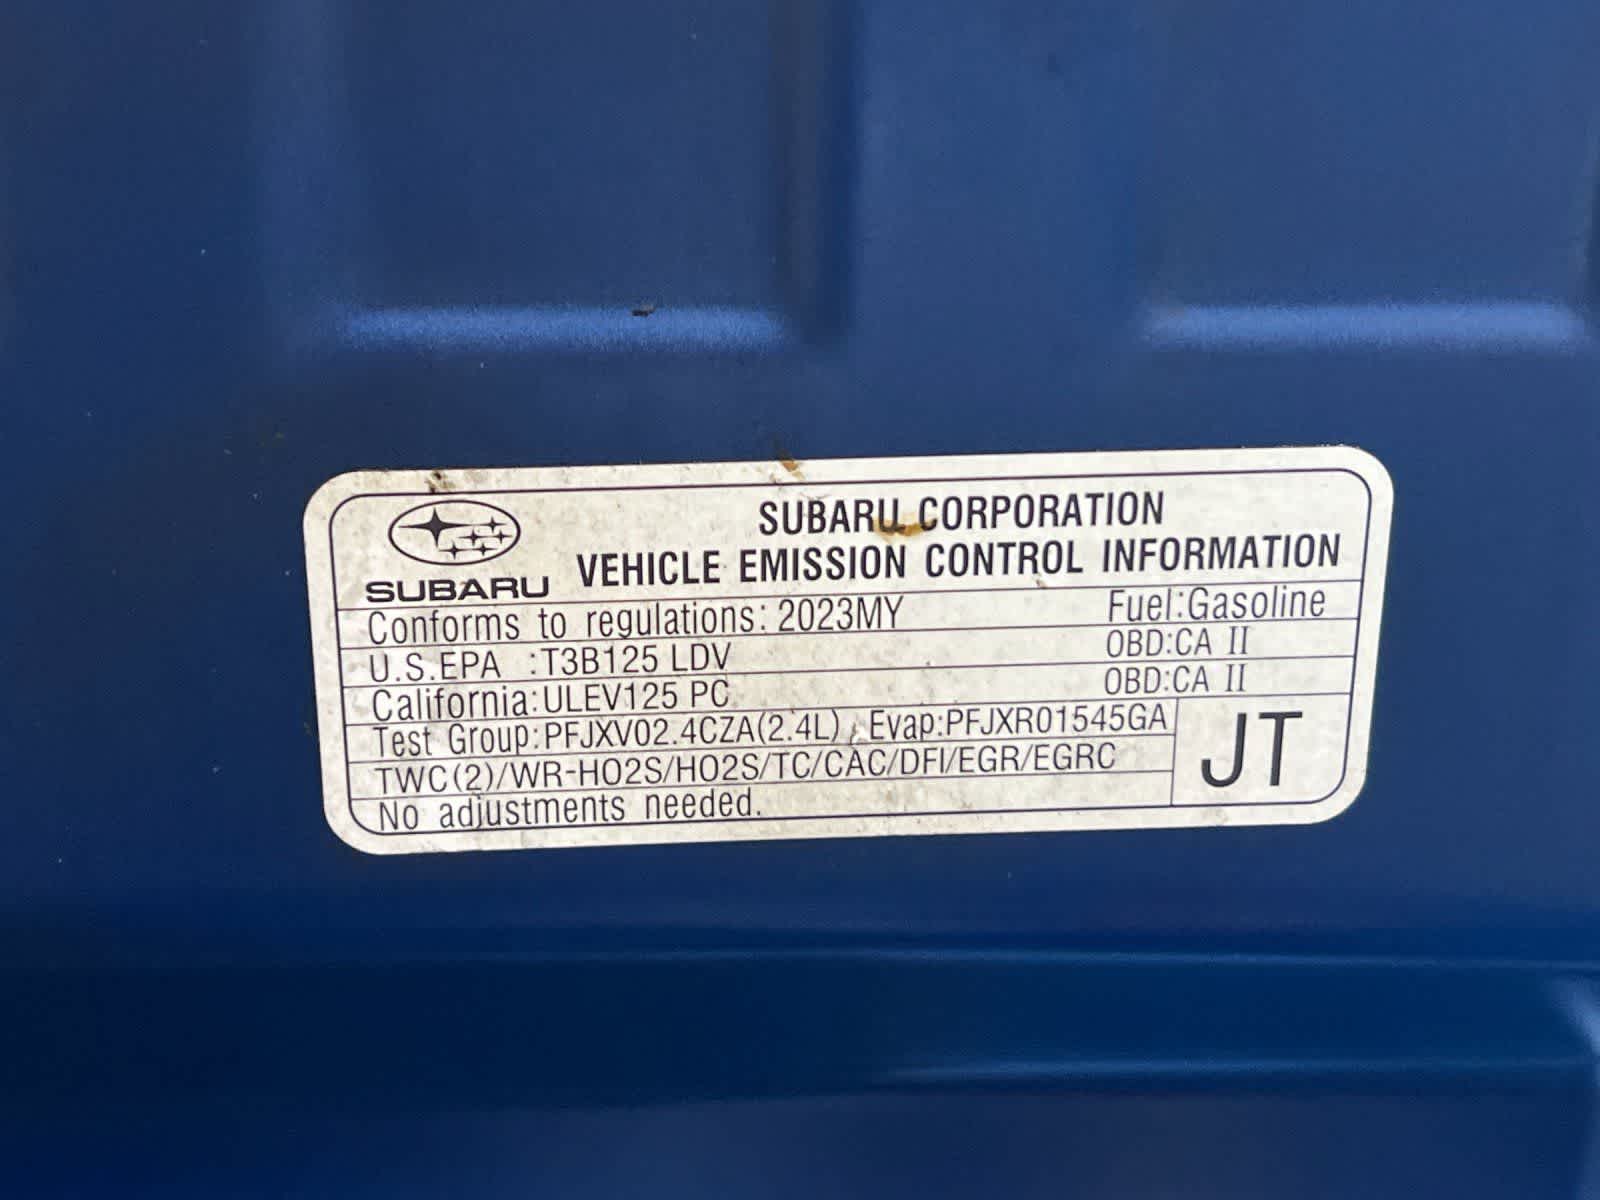 SUBARU CORPORATION
SUBARU VEHICLE EMISSION CONTROL INFORMATION
Conforms to regulations: 2023MY Fuel:Gasoline
U.S.EPA :T3B125 LDV OBD:CA II
California:ULEV125 PC OBD:CA II
Test Group:PFJXV02.4CZA(2.4L), Evap:PFJXR01545GA
TWC(2)/WR-HO2S/HO2S/TC/CAC/DFI/EGR/EGRC
No adjustments needed.
JT